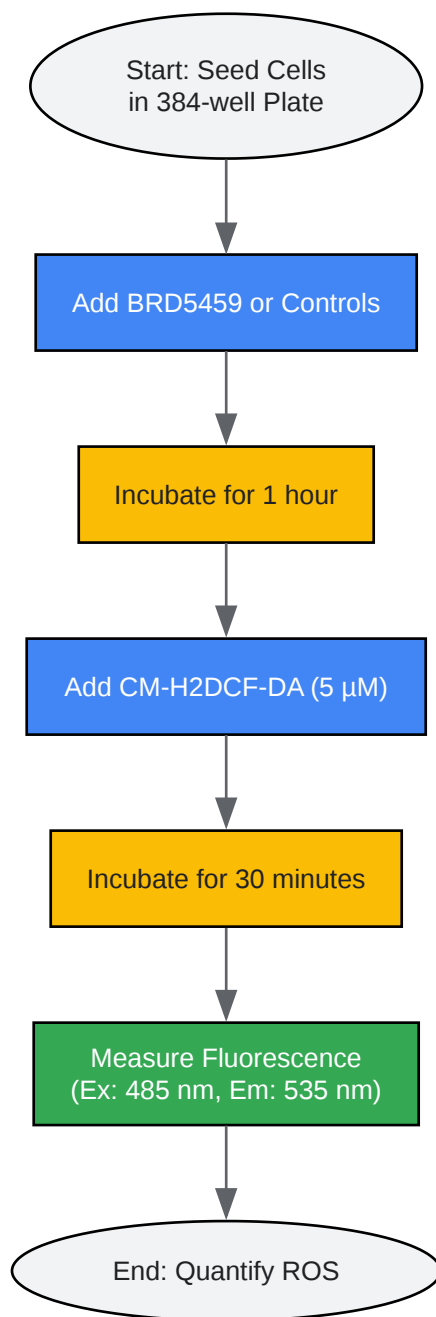 Start: Seed Cells
in 384-well Plate
Add BRD5459 or Controls
Incubate for 1 hour
Add CM-H2DCF-DA (5 µM)
Incubate for 30 minutes
Measure Fluorescence
(Ex: 485 nm, Em: 535 nm)
End: Quantify ROS